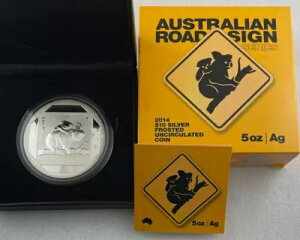 AUSTRALIAN
ROAD SIGN
SERIES
2014
$10 SILVER
FROSTED
UNCIRCULATED
COIN
5oz | Ag
5oz | Ag